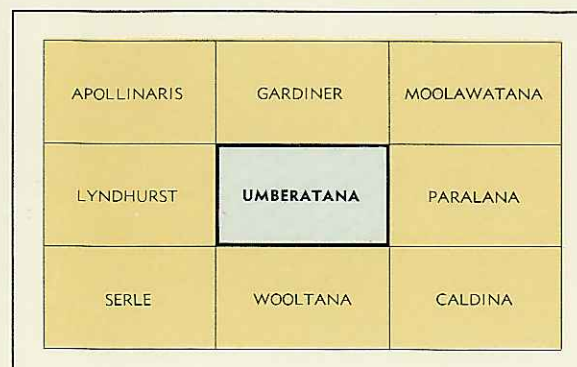 APOLLINARIS GARDINER MOOLAWATANA
LYNDHURST UMBERATANA PARALANA
SERLE WOOLTANA CALDINA